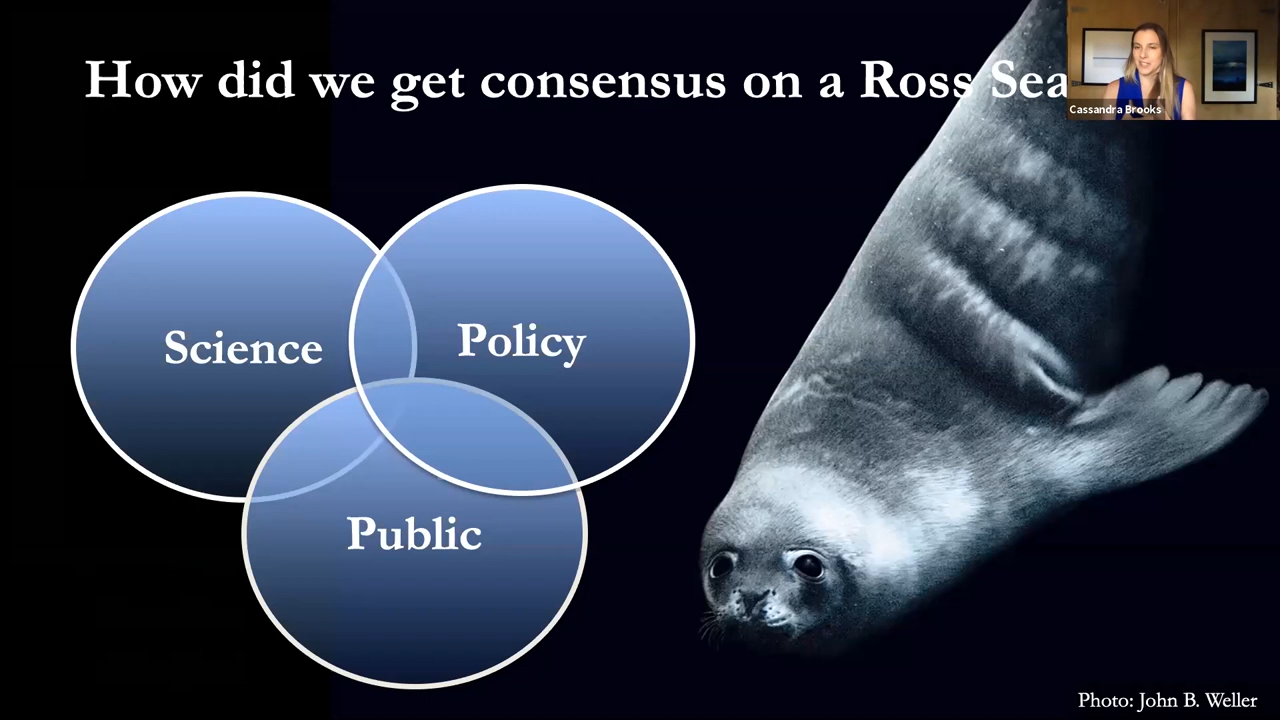 How did we get consensus on a Ross Sea
Cassandra Brooks
Science
Policy
Public
Photo: John B. Weller